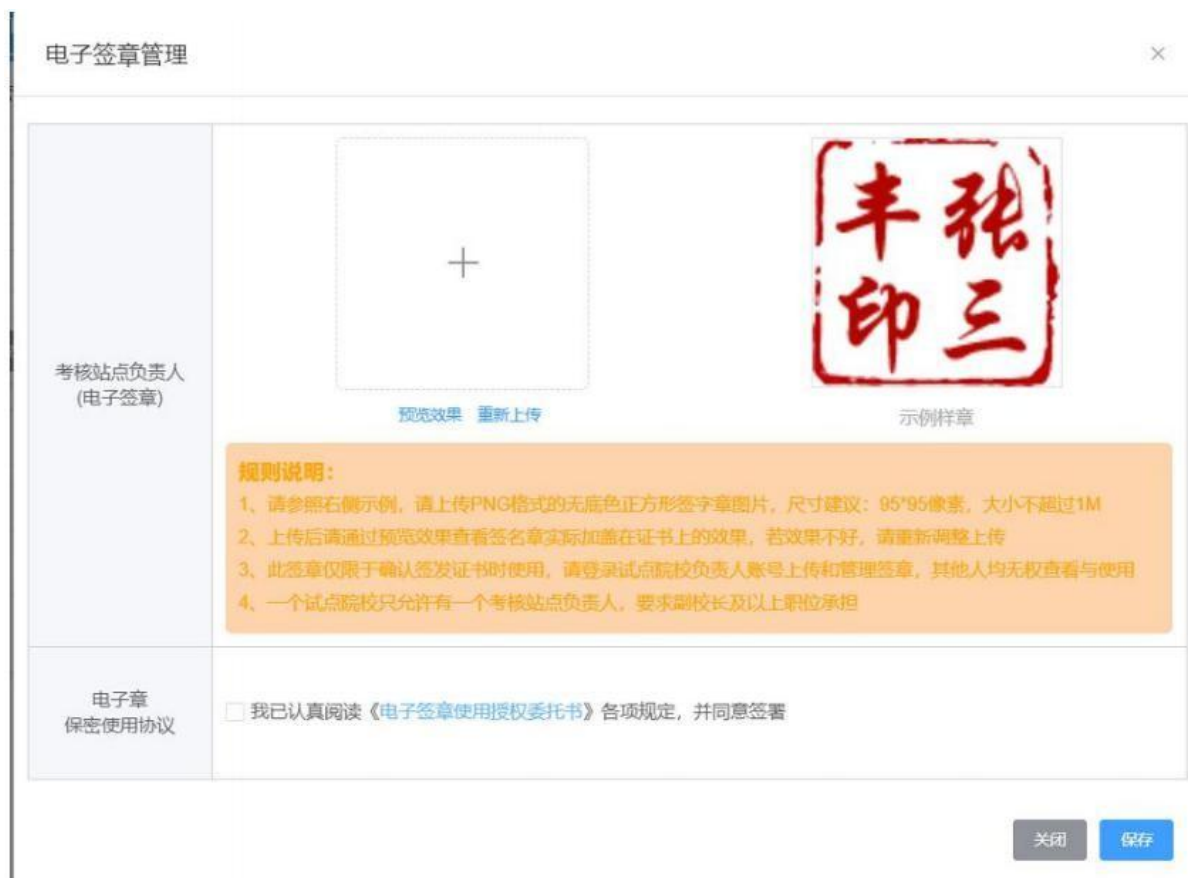 电子签章管理
张三
丰印
考核站点负责人
(电子签章)
预览效果 重新上传
示例样章
规则说明：
1、请参照右侧示例，请上传PNG格式的无底色正方形签字章图片，尺寸建议：95*95像素，大小不超过1M
2、上传后请通过预览效果查看签名章实际加盖在证书上的效果，若效果不好，请重新调整上传
3、此签章仅限于确认签发证书时使用，请登录试点院校负责人账号上传和管理签章，其他人均无权查看与使用
4、一个试点院校只允许有一个考核站点负责人，要求副校长及以上职位承担
电子章
保密使用协议
我已认真阅读《电子签章使用授权委托书》各项规定，并同意签署
关闭 保存